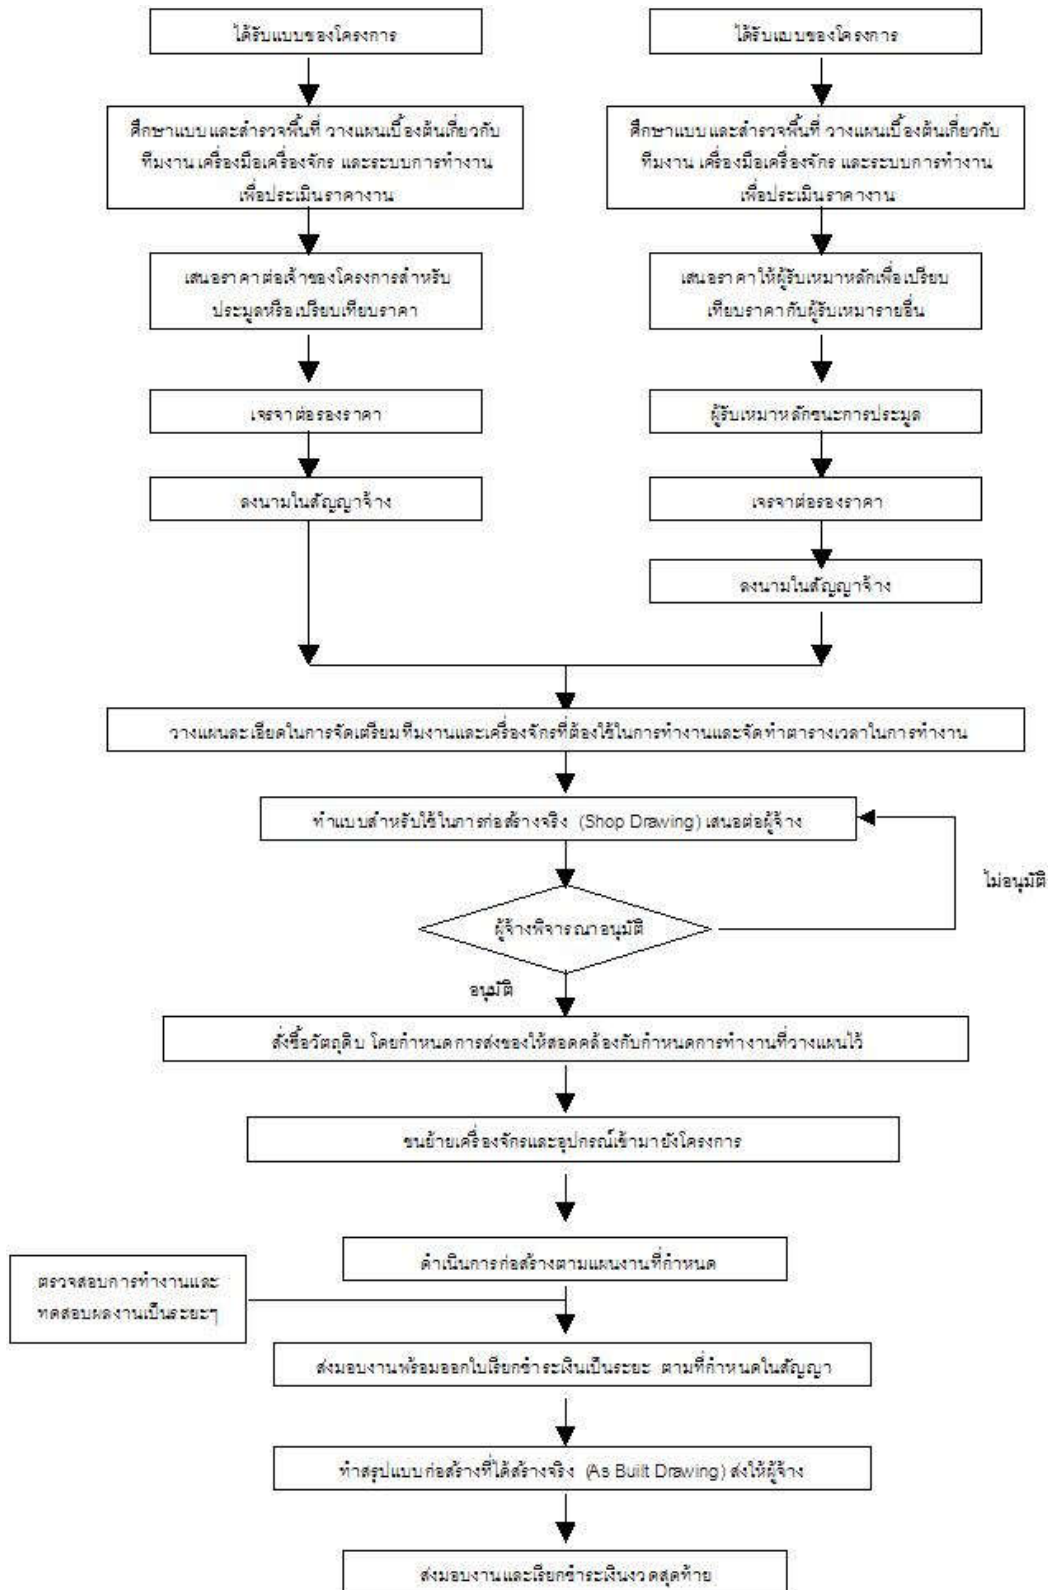 ได้รับแบบของโครงการ
ศึกษาแบบและสำรวจพื้นที่ วางแผนเบื้องต้นเกี่ยวกับ
ทีมงาน เครื่องมือเครื่องจักร และระบบการทำงาน
เพื่อประเมินราคางาน
เสนอราคาต่อเจ้าของโครงการสำหรับ
ประมูลหรือเปรียบเทียบราคา
เจรจาต่อรองราคา
ลงนามในสัญญาจ้าง
ได้รับแบบของโครงการ
ศึกษาแบบและสำรวจพื้นที่ วางแผนเบื้องต้นเกี่ยวกับ
ทีมงาน เครื่องมือเครื่องจักร และระบบการทำงาน
เพื่อประเมินราคางาน
เสนอราคาให้ผู้รับเหมาหลักเพื่อเปรียบ
เทียบราคากับผู้รับเหมารายอื่น
ผู้รับเหมาหลักชนะการประมูล
เจรจาต่อรองราคา
ลงนามในสัญญาจ้าง
วางแผนละเอียดในการจัดเตรียมทีมงานและเครื่องจักรที่ต้องใช้ในการทำงานและจัดทำตารางเวลาในการทำงาน
ทำแบบสำหรับใช้ในการก่อสร้างจริง (Shop Drawing) เสนอต่อผู้จ้าง
ไม่อนุมัติ
ผู้จ้างพิจารณาอนุมัติ
อนุมัติ
สั่งซื้อวัตถุดิบ โดยกำหนดการส่งของให้สอดคล้องกับกำหนดการทำงานที่วางแผนไว้
ขนย้ายเครื่องจักรและอุปกรณ์เข้ามายังโครงการ
ดำเนินการก่อสร้างตามแผนงานที่กำหนด
ตรวจสอบการทำงานและ
ทดสอบผลงานเป็นระยะๆ
ส่งมอบงานพร้อมออกใบเรียกชำระเงินเป็นระยะ ตามที่กำหนดในสัญญา
ทำสรุปแบบก่อสร้างที่ได้สร้างจริง (As Built Drawing) ส่งให้ผู้จ้าง
ส่งมอบงานและเรียกชำระเงินงวดสุดท้าย